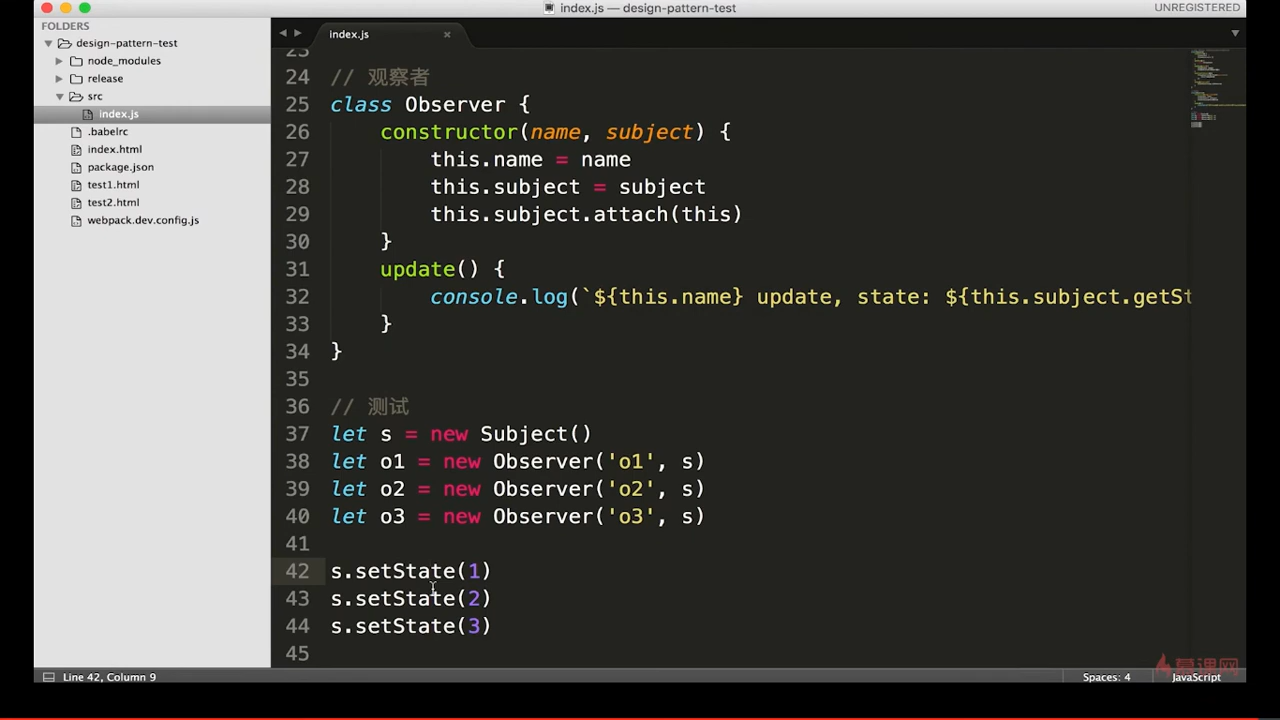 index.js — design-pattern-test
UNREGISTERED
FOLDERS
design-pattern-test
node_modules
release
src
index.js
.babelrc
index.html
package.json
test1.html
test2.html
webpack.dev.config.js
index.js
23
24 // 观察者
25 class Observer {
26 constructor(name, subject) {
27 this.name = name
28 this.subject = subject
29 this.subject.attach(this)
30 }
31 update() {
32 console.log(`${this.name} update, state: ${this.subject.getSt
33 }
34 }
35
36 // 测试
37 let s = new Subject()
38 let o1 = new Observer('o1', s)
39 let o2 = new Observer('o2', s)
40 let o3 = new Observer('o3', s)
41
42 s.setState(1)
43 s.setState(2)
44 s.setState(3)
45
慕课网
Line 42, Column 9
Spaces: 4
JavaScript